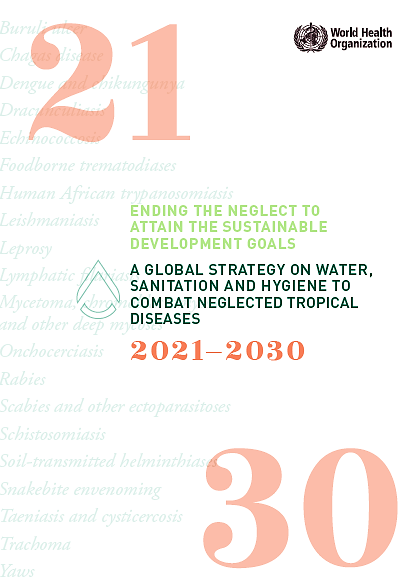 World Health
Organization
21
Buruli ulcer
Chagas disease
Dengue and chikungunya
Dracunculiasis
Echinococcosis
Foodborne trematodiases
Human African trypanosomiasis
Leishmaniasis
Leprosy
Lymphatic
Mycetoma,
and other deep mycoses
Onchocerciasis
Rabies
Scabies and other ectoparasitoses
Schistosomiasis
Soil-transmitted helminthiases
Snakebite envenoming
Taeniasis and cysticercosis
Trachoma
Yaws
ENDING THE NEGLECT TO
ATTAIN THE SUSTAINABLE
DEVELOPMENT GOALS
A GLOBAL STRATEGY ON WATER,
SANITATION AND HYGIENE TO
COMBAT NEGLECTED TROPICAL
DISEASES
2021–2030
30